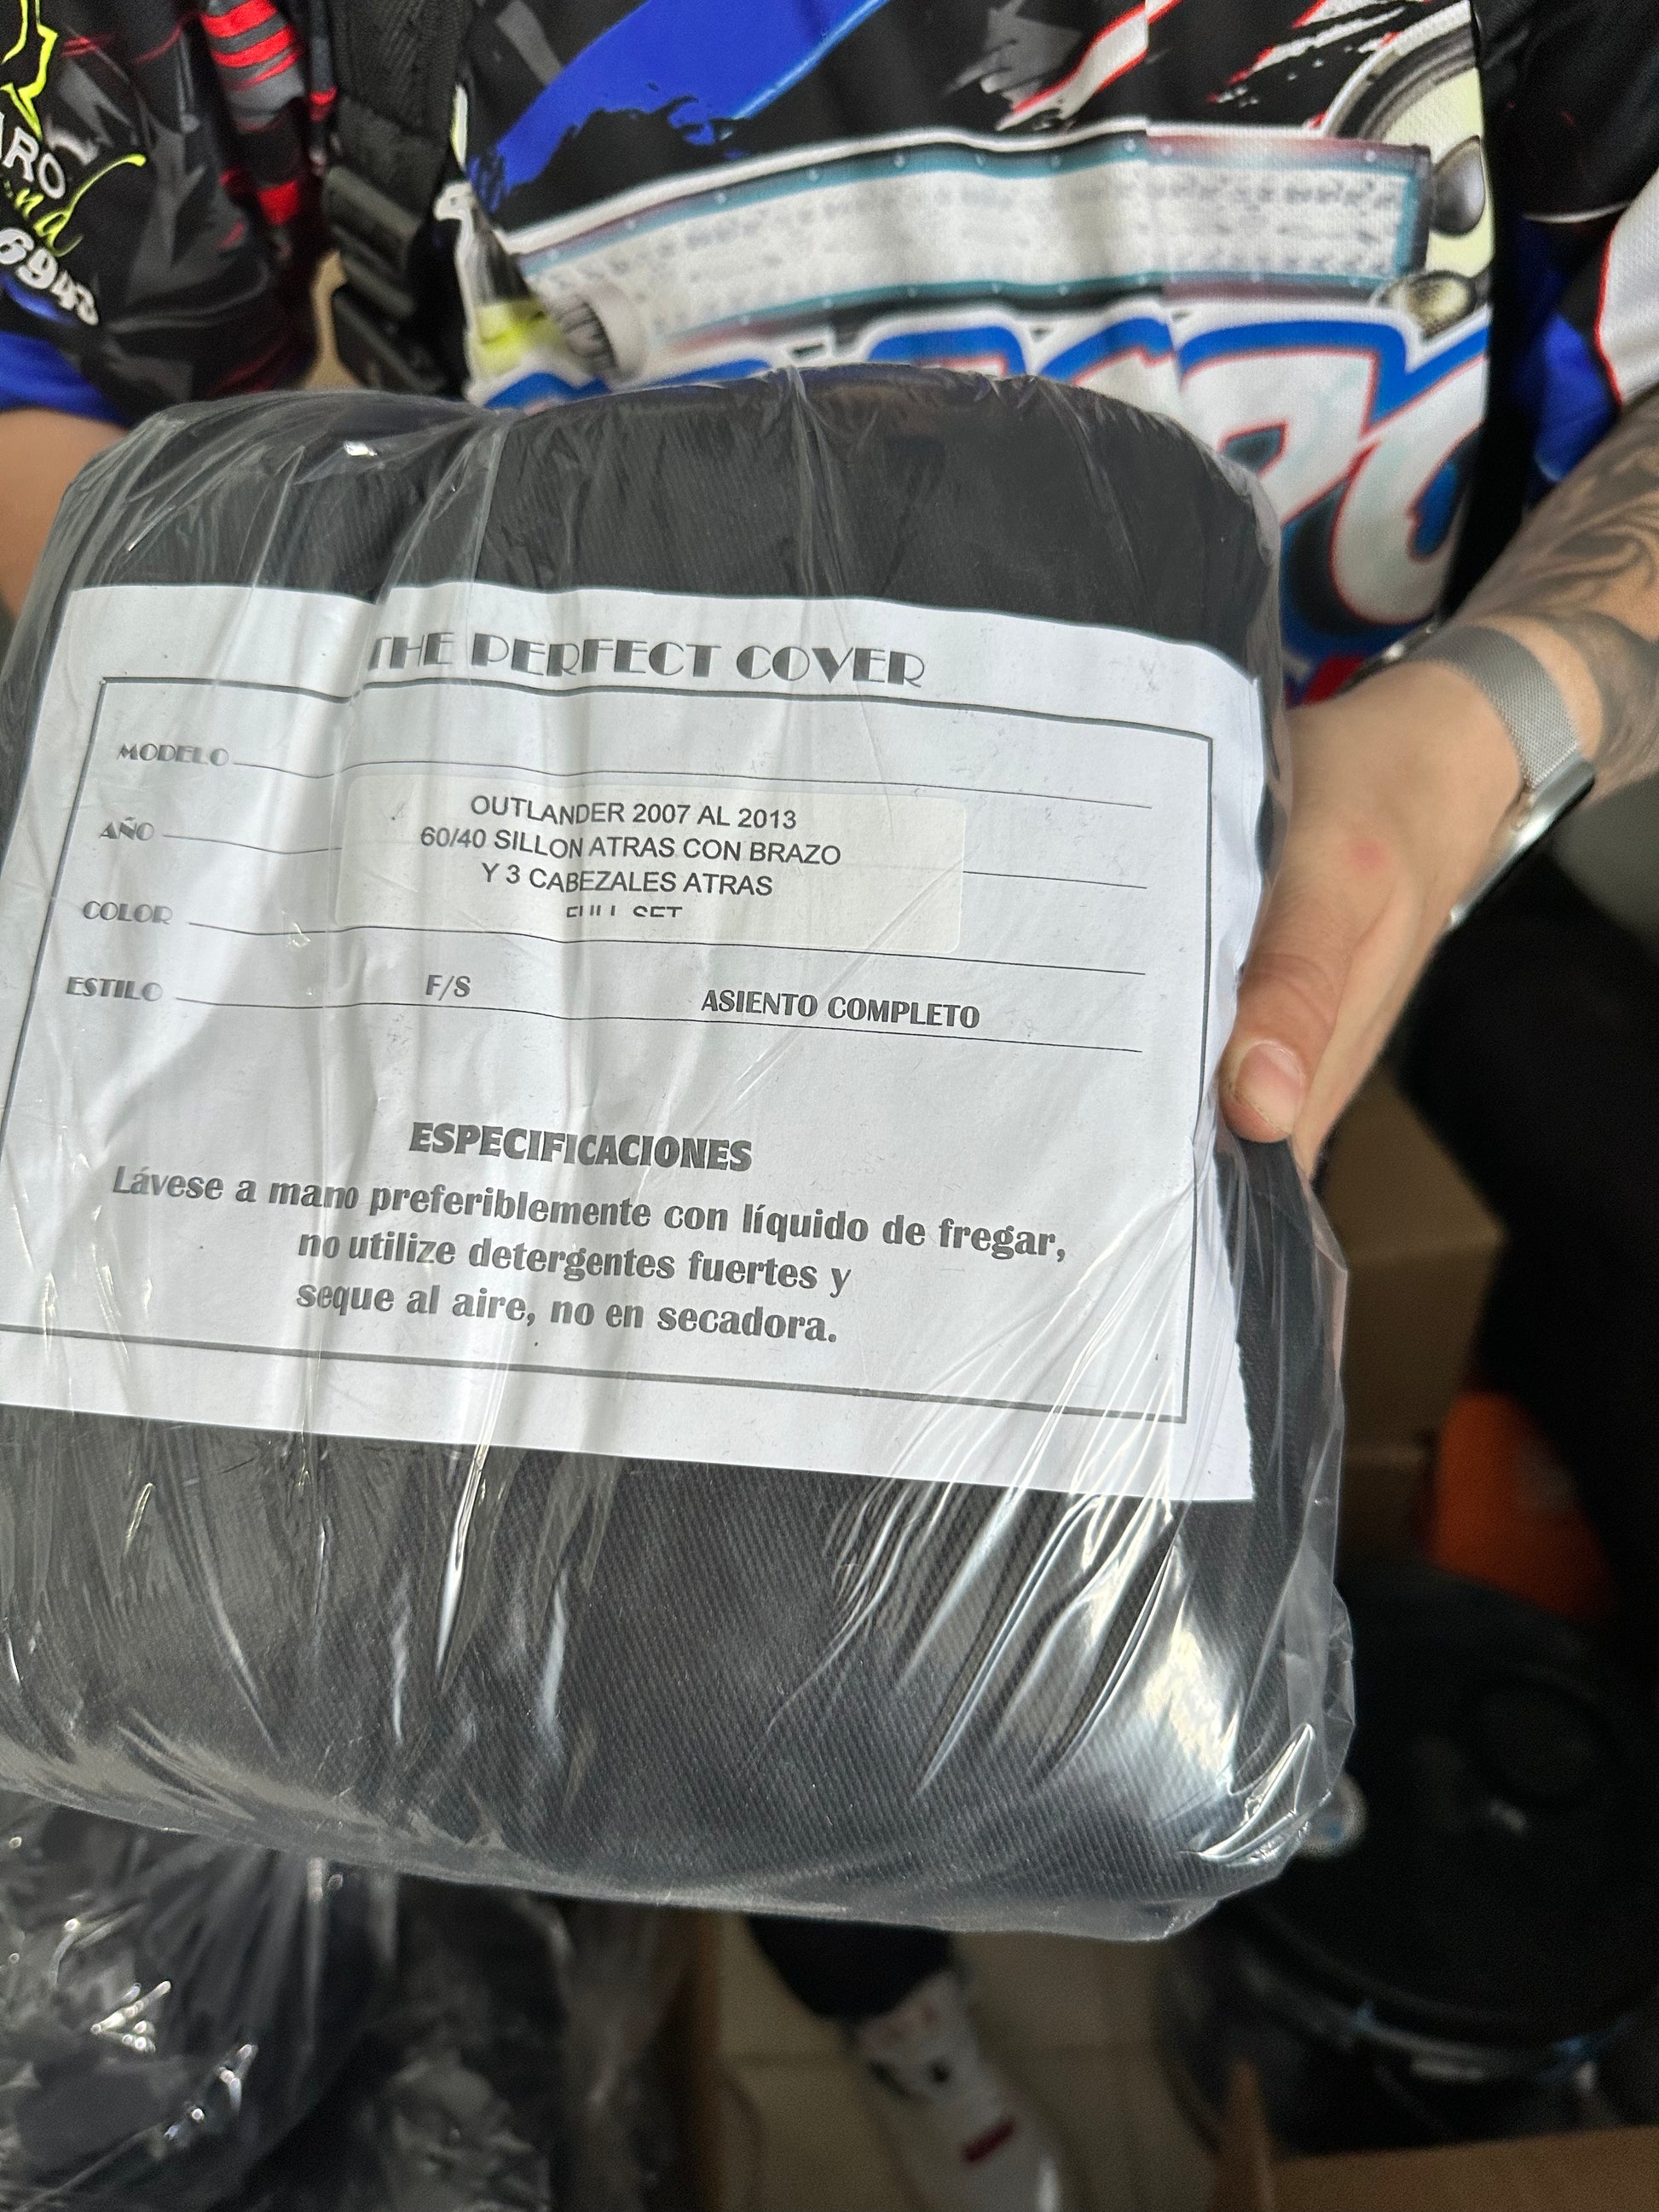 THE PERFECT COVER
MODELO
OUTLANDER 2007 AL 2013
AÑO
60/40 SILLON ATRAS CON BRAZO
Y 3 CABEZALES ATRAS
COLOR
FULL SET
ESTILO F/S ASIENTO COMPLETO
ESPECIFICACIONES
Lávese a mano preferiblemente con líquido de fregar,
no utilize detergentes fuertes y
seque al aire, no en secadora.